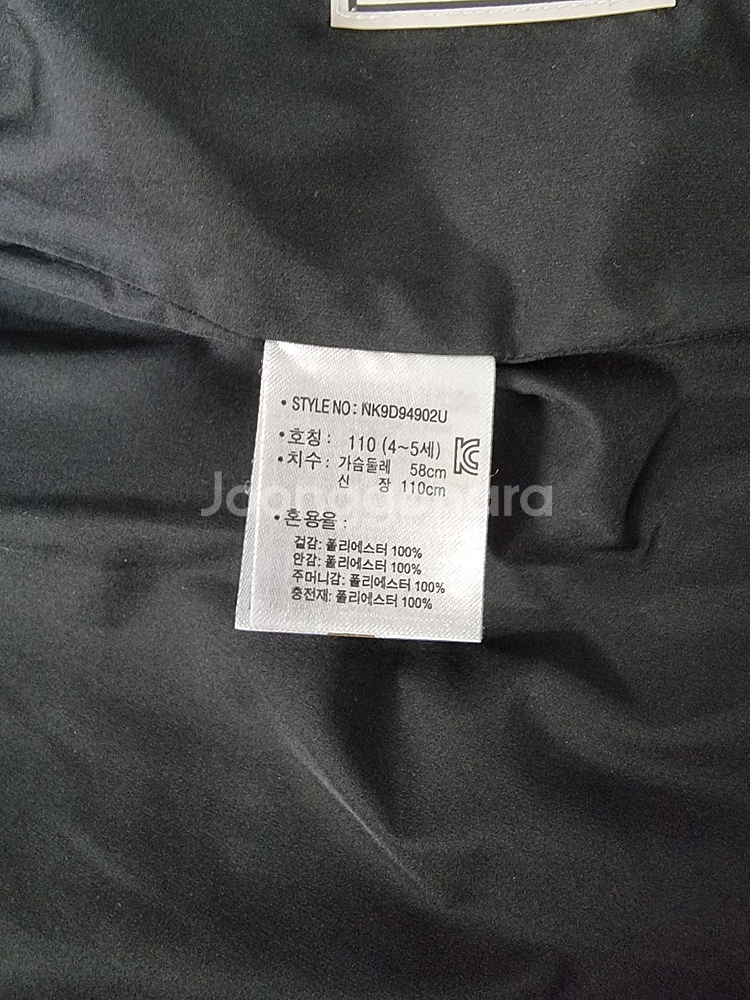 • STYLE NO : NK9D94902U
• 호칭 : 110 (4~5세)
• 치수 : 가슴둘레 58cm
신 장 110cm
• 혼용율 :
겉감: 폴리에스터 100%
안감: 폴리에스터 100%
주머니감: 폴리에스터 100%
충전재: 폴리에스터 100%
Joonggonara